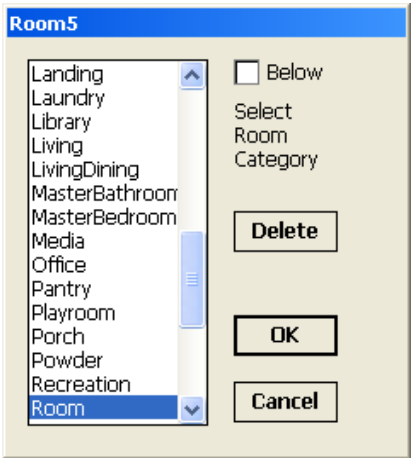 Room5
Landing
Laundry
Library
Living
LivingDining
MasterBathroom
MasterBedroom
Media
Office
Pantry
Playroom
Porch
Powder
Recreation
Room
Below
Select
Room
Category
Delete
OK
Cancel